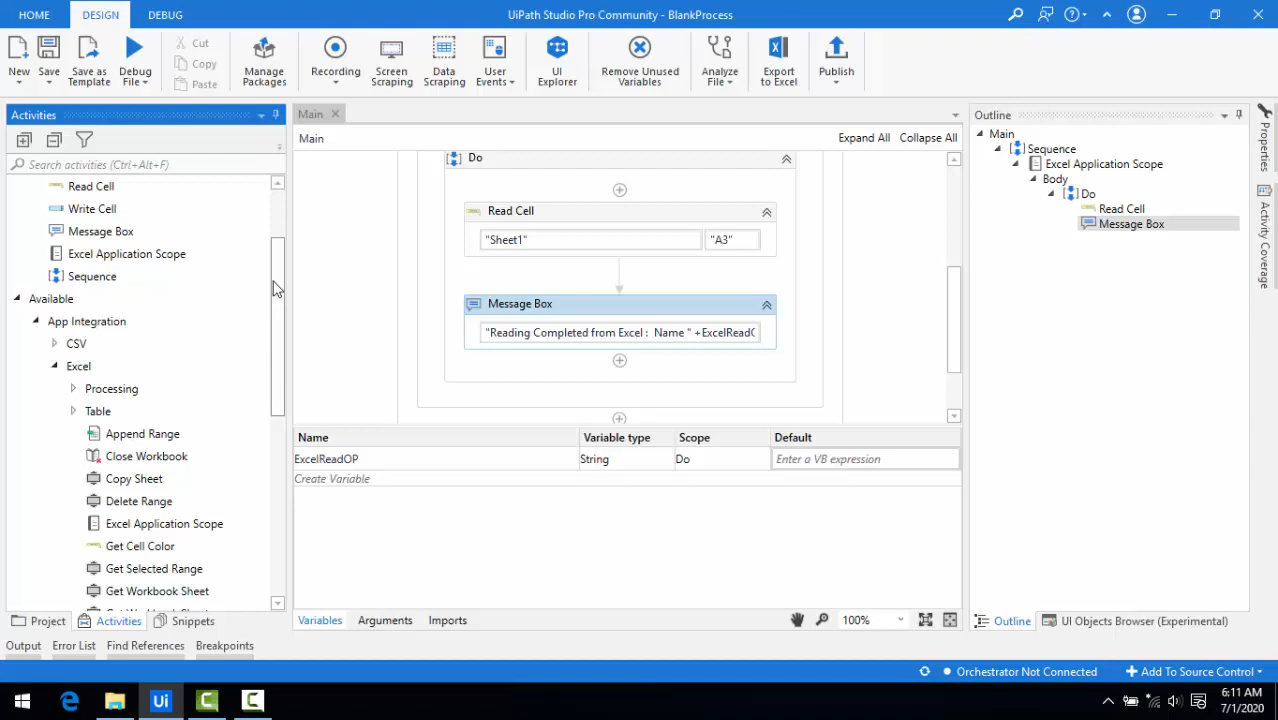 HOME DESIGN DEBUG UiPath Studio Pro Community - BlankProcess
New Save Save as Template Debug File Cut Copy Paste Manage Packages Recording Screen Scraping Data Scraping User Events UI Explorer Remove Unused Variables Analyze File Export to Excel Publish
Activities
Search activities (Ctrl+Alt+F)
Read Cell
Write Cell
Message Box
Excel Application Scope
Sequence
Available
App Integration
CSV
Excel
Processing
Table
Append Range
Close Workbook
Copy Sheet
Delete Range
Excel Application Scope
Get Cell Color
Get Selected Range
Get Workbook Sheet
Project Activities Snippets
Main
Main Expand All Collapse All
Do
Read Cell
"Sheet1" "A3"
Message Box
"Reading Completed from Excel : Name " +ExcelRead
Name Variable type Scope Default
ExcelReadOP String Do Enter a VB expression
Create Variable
Variables Arguments Imports 100%
Outline
Main
Sequence
Excel Application Scope
Body
Do
Read Cell
Message Box
Outline UI Objects Browser (Experimental)
Properties
Activity Coverage
Output Error List Find References Breakpoints
Orchestrator Not Connected Add To Source Control
Ui
6:11 AM
7/1/2020